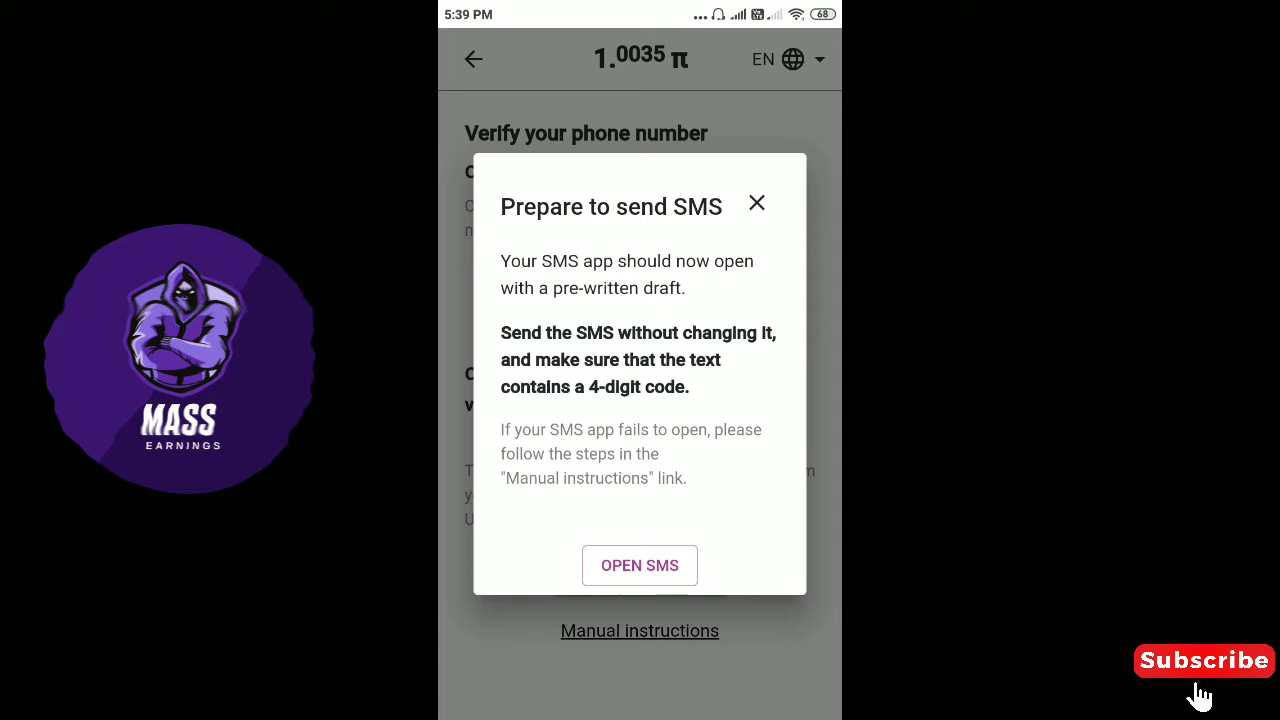 5:39 PM
68
1.0035 π
EN
Verify your phone number
Prepare to send SMS
Your SMS app should now open
with a pre-written draft.
Send the SMS without changing it,
and make sure that the text
contains a 4-digit code.
If your SMS app fails to open, please
follow the steps in the
"Manual instructions" link.
OPEN SMS
Manual instructions
MASS
EARNINGS
Subscribe